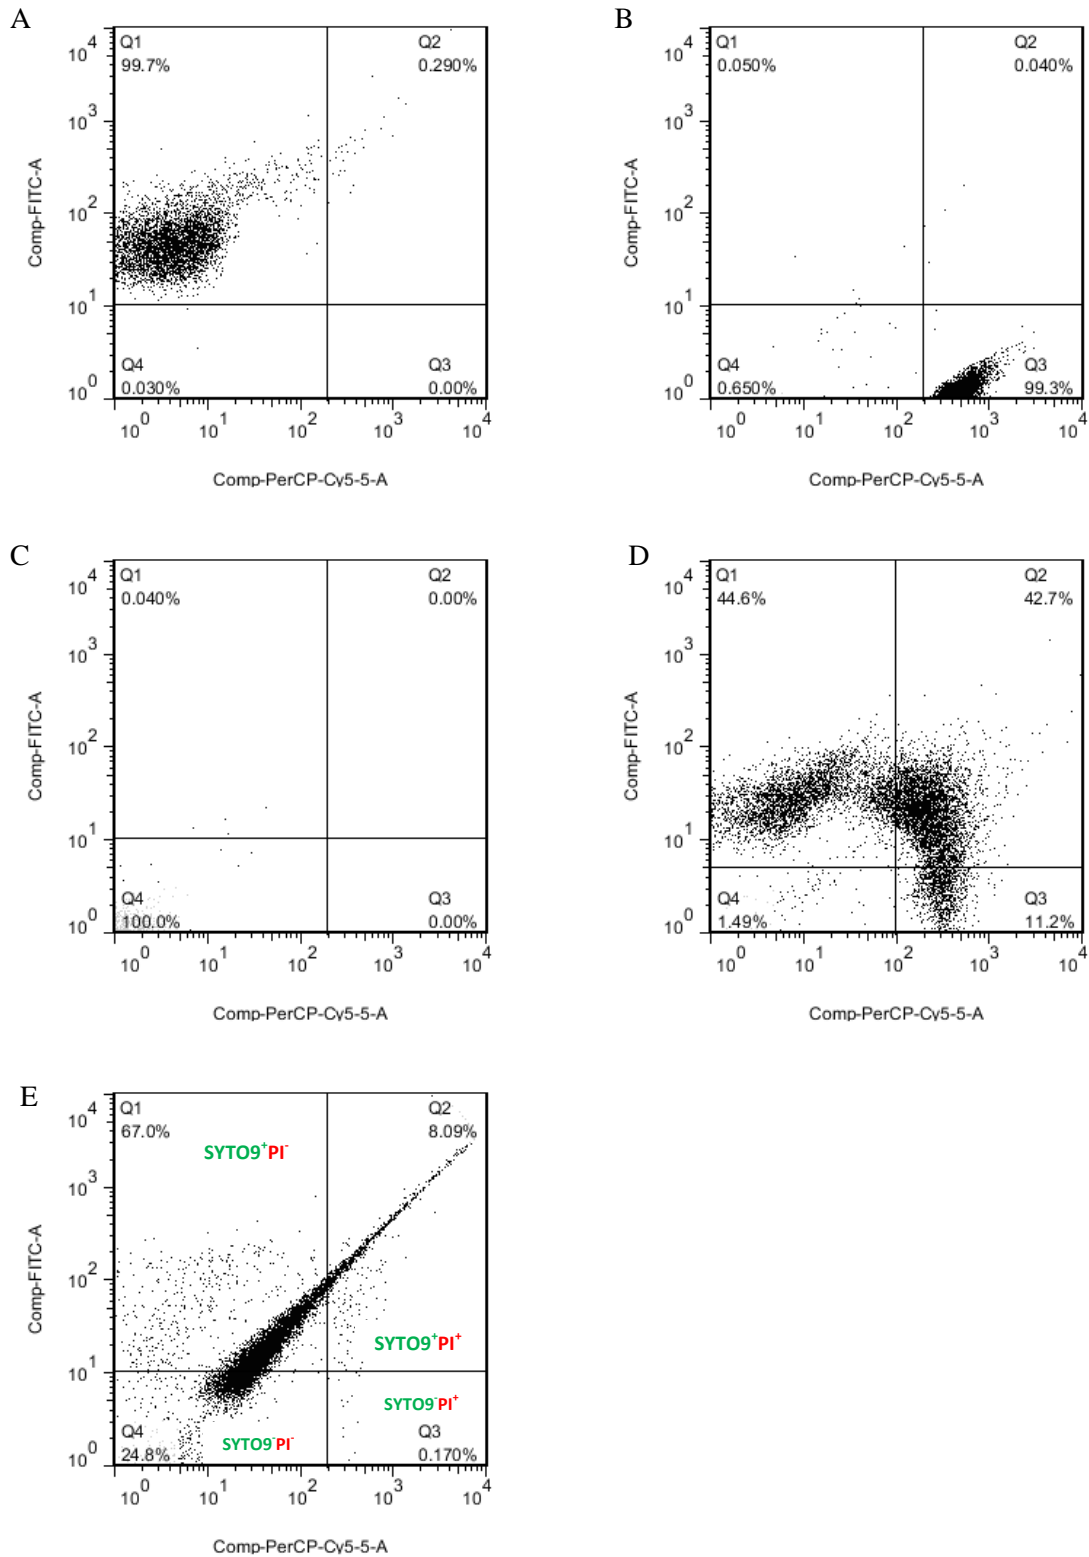 A
Q1
99.7%
Q2
0.290%
10^4
10^3
10^2
10^1
10^0
Q4
0.030%
Q3
0.00%
10^0 10^1 10^2 10^3 10^4
Comp-FITC-A
Comp-PerCP-Cy5-5-A
B
Q1
0.050%
Q2
0.040%
10^4
10^3
10^2
10^1
10^0
Q4
0.650%
Q3
99.3%
10^0 10^1 10^2 10^3 10^4
Comp-FITC-A
Comp-PerCP-Cy5-5-A
C
Q1
0.040%
Q2
0.00%
10^4
10^3
10^2
10^1
10^0
Q4
100.0%
Q3
0.00%
10^0 10^1 10^2 10^3 10^4
Comp-FITC-A
Comp-PerCP-Cy5-5-A
D
Q1
44.6%
Q2
42.7%
10^4
10^3
10^2
10^1
10^0
Q4
1.49%
Q3
11.2%
10^0 10^1 10^2 10^3 10^4
Comp-FITC-A
Comp-PerCP-Cy5-5-A
E
Q1
67.0%
Q2
8.09%
SYTO9⁺PI⁻
10^4
10^3
10^2
10^1
10^0
SYTO9⁺PI⁺
SYTO9⁻PI⁺
SYTO9⁻PI⁻
Q4
24.8%
Q3
0.170%
10^0 10^1 10^2 10^3 10^4
Comp-FITC-A
Comp-PerCP-Cy5-5-A